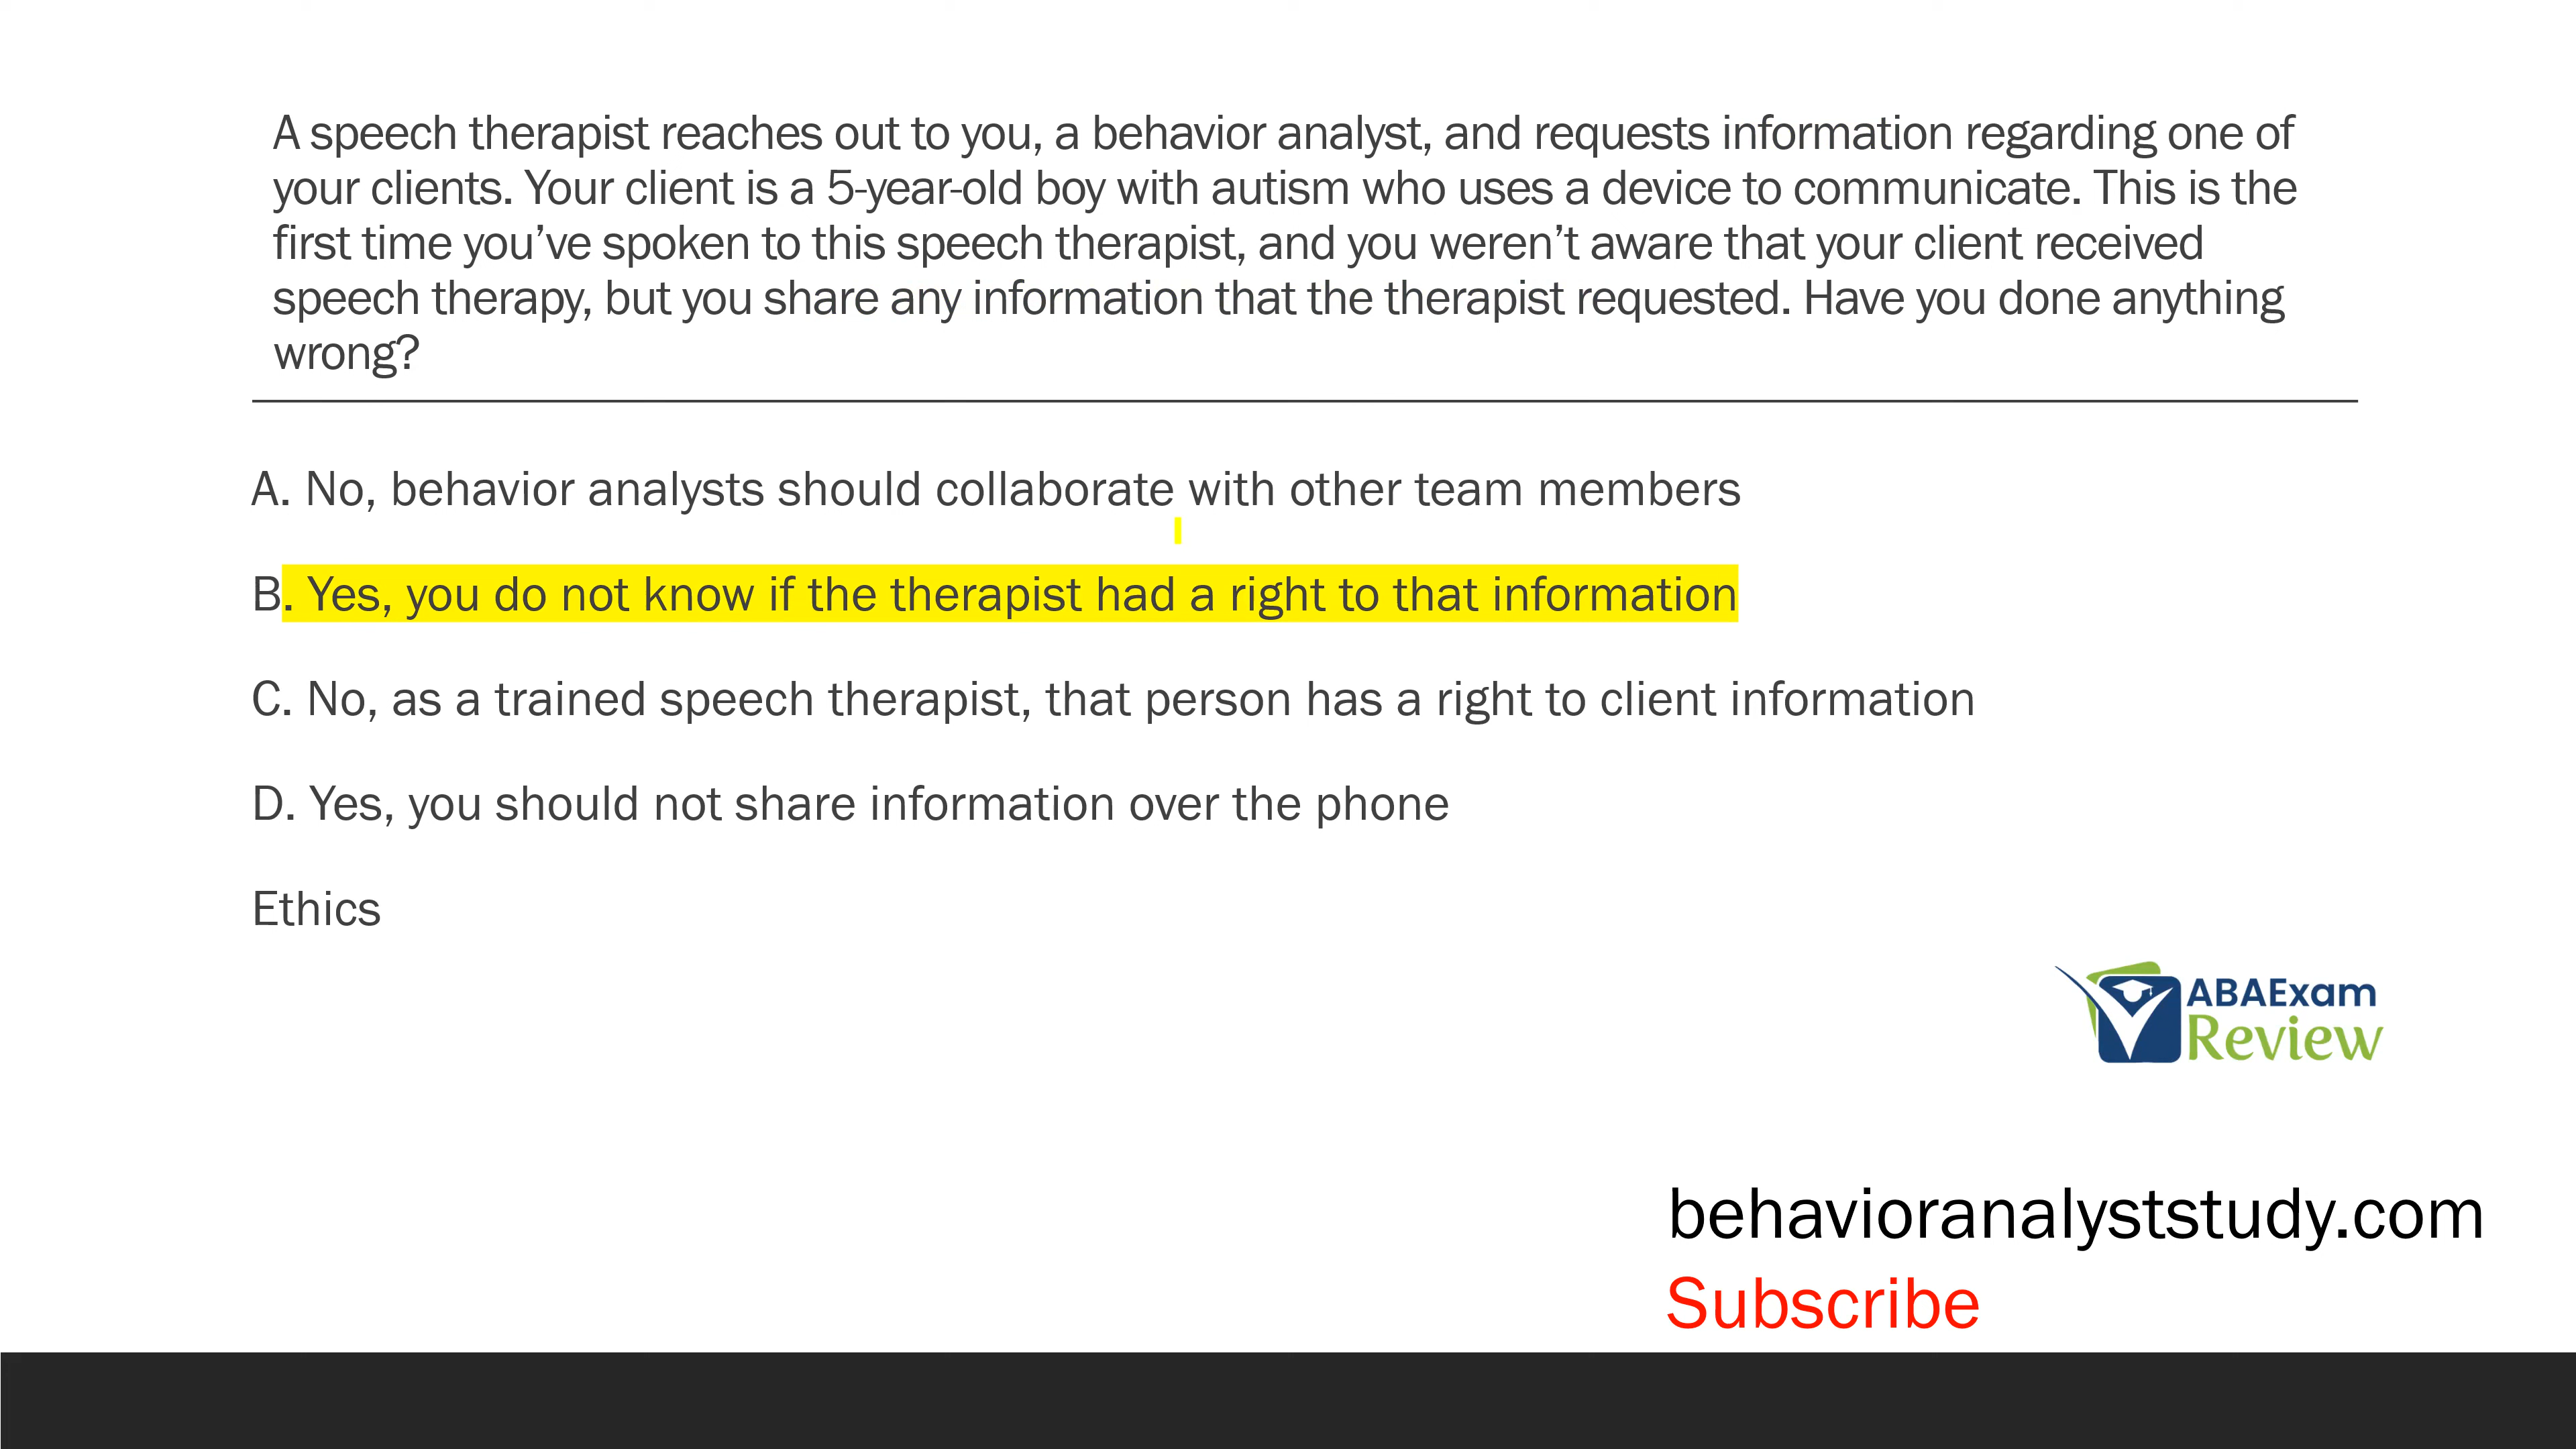 A speech therapist reaches out to you, a behavior analyst, and requests information regarding one of
your clients. Your client is a 5-year-old boy with autism who uses a device to communicate. This is the
first time you’ve spoken to this speech therapist, and you weren’t aware that your client received
speech therapy, but you share any information that the therapist requested. Have you done anything
wrong?
A. No, behavior analysts should collaborate with other team members
B. Yes, you do not know if the therapist had a right to that information
C. No, as a trained speech therapist, that person has a right to client information
D. Yes, you should not share information over the phone
Ethics
ABAExam
Review
behavioranalyststudy.com
Subscribe